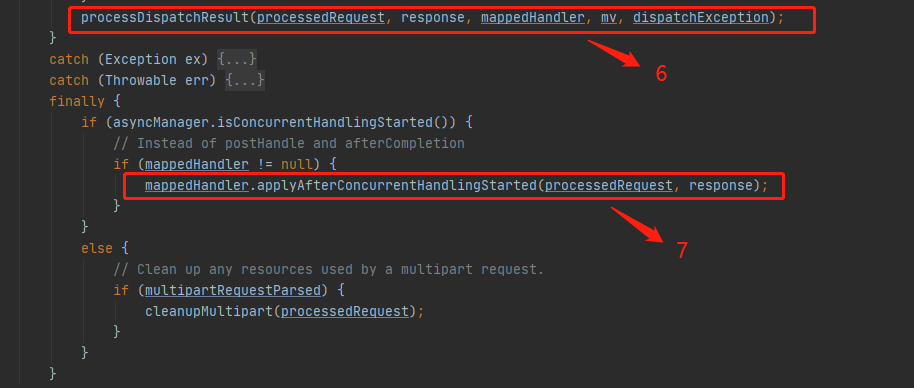 }
processDispatchResult(processedRequest, response, mappedHandler, mv, dispatchException);
}
6
catch (Exception ex) {...}
catch (Throwable err) {...}
finally {
if (asyncManager.isConcurrentHandlingStarted()) {
// Instead of postHandle and afterCompletion
if (mappedHandler != null) {
mappedHandler.applyAfterConcurrentHandlingStarted(processedRequest, response);
}
}
7
else {
// Clean up any resources used by a multipart request.
if (multipartRequestParsed) {
cleanupMultipart(processedRequest);
}
}
}